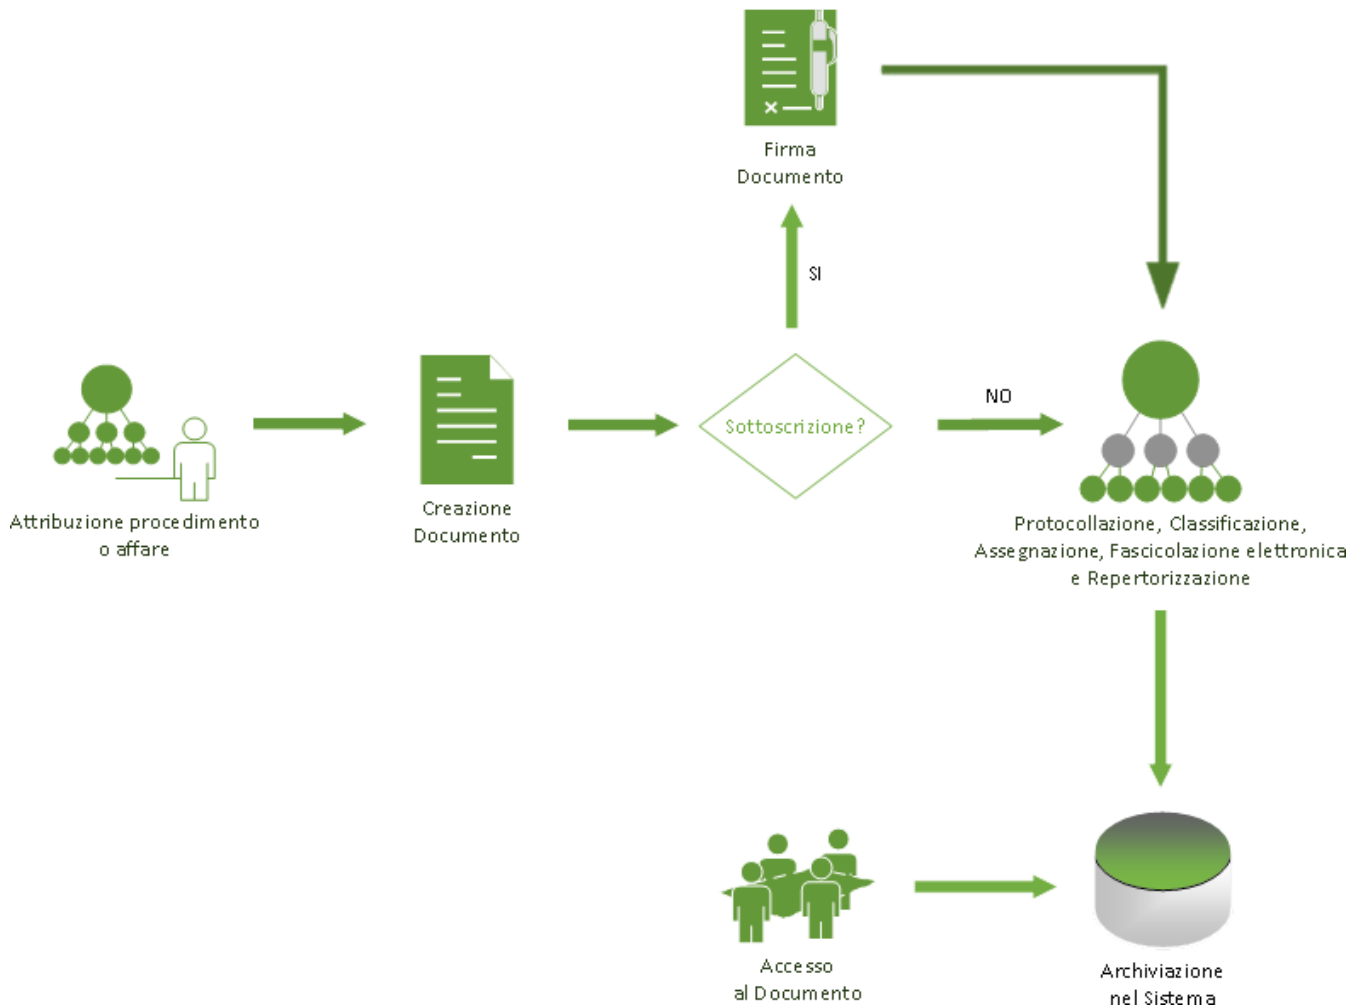 Firma
Documento
SI
Sottoscrizione?
NO
Attribuzione procedimento
o affare
Creazione
Documento
Protocollazione, Classificazione,
Assegnazione, Fascicolazione elettronica
e Repertorizzazione
Accesso
al Documento
Archiviazione
nel Sistema